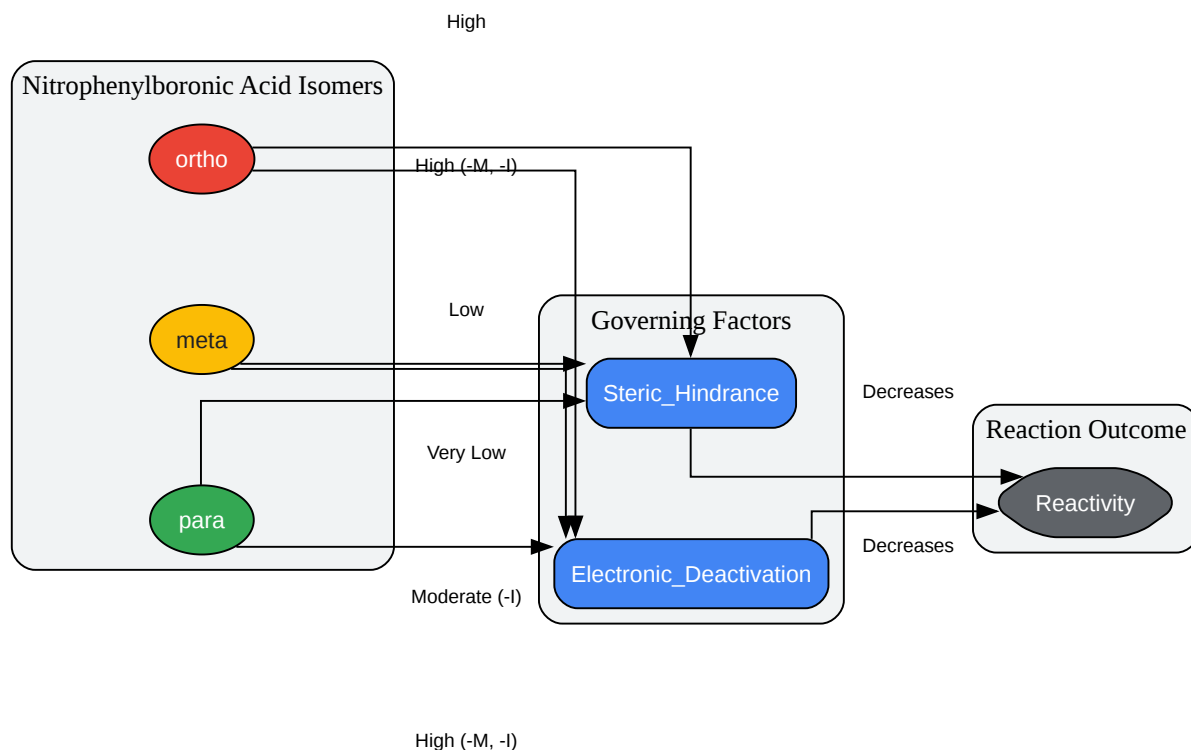 High
Nitrophenylboronic Acid Isomers
ortho
High (-M, -I)
Low
meta
Governing Factors
Steric_Hindrance
Decreases
Very Low
Reaction Outcome
Reactivity
para
Decreases
Electronic_Deactivation
Moderate (-I)
High (-M, -I)